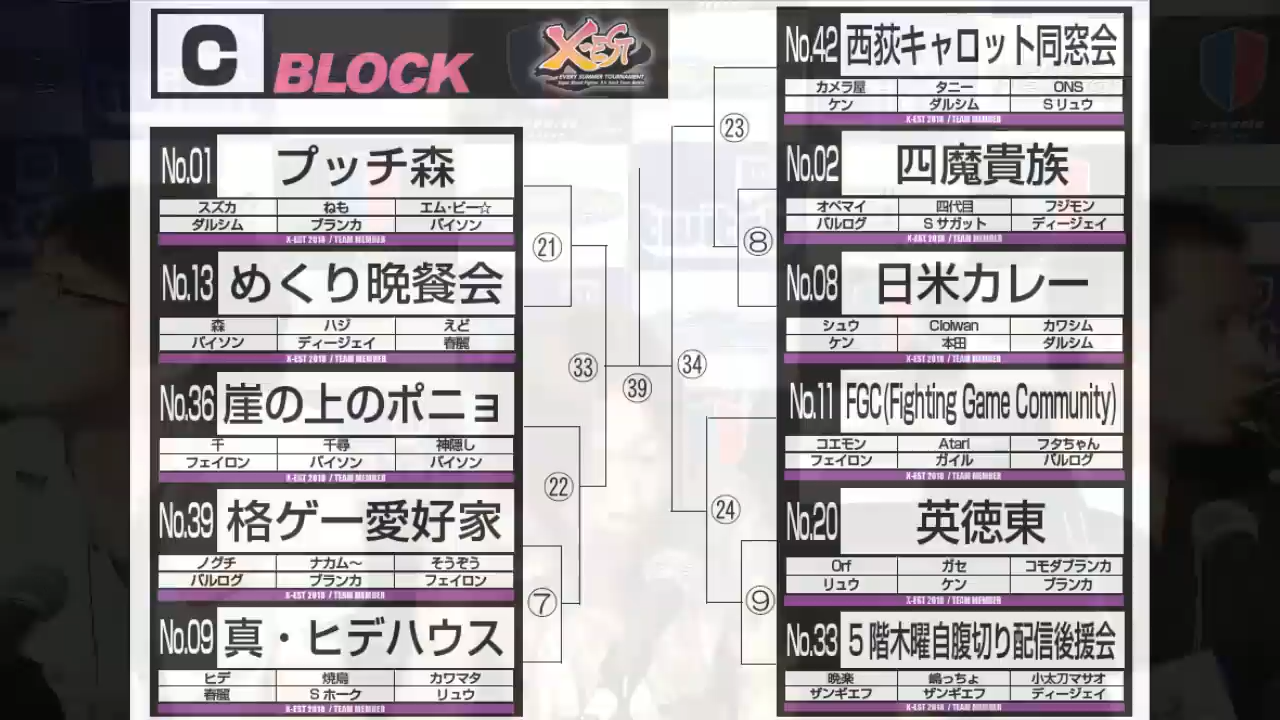 C BLOCK
X-EST
EVERY SUMMER TOURNAMENT
No.01 プッチ森
スズカ ねも エム・ビー☆
ダルシム ブランカ バイソン
X-EST 2018 / TEAM MEMBER
No.13 めくり晩餐会
森 ハジ えど
バイソン ディージェイ 春麗
X-EST 2018 / TEAM MEMBER
No.36 崖の上のポニョ
千 千尋 神隠し
フェイロン バイソン バイソン
X-EST 2018 / TEAM MEMBER
No.39 格ゲー愛好家
ノグチ ナカム〜 そうぞう
バルログ ブランカ フェイロン
X-EST 2018 / TEAM MEMBER
No.09 真・ヒデハウス
ヒデ 焼鳥 カワマタ
春麗 Sホーク リュウ
X-EST 2018 / TEAM MEMBER
㉑
㉝
㉒
⑦
㊴
㉓
⑧
㉞
㉔
⑨
No.42 西荻キャロット同窓会
カメラ屋 タニー ONS
ケン ダルシム Sリュウ
X-EST 2018 / TEAM MEMBER
No.02 四魔貴族
オペマイ 四代目 フジモン
バルログ Sサガット ディージェイ
X-EST 2018 / TEAM MEMBER
No.08 日米カレー
シュウ Cloiwan カワシム
ケン 本田 ダルシム
X-EST 2018 / TEAM MEMBER
No.11 FGC(Fighting Game Community)
コエモン Atari フタちゃん
フェイロン ガイル バルログ
X-EST 2018 / TEAM MEMBER
No.20 英徳東
Orf ガセ コモダブランカ
リュウ ケン ブランカ
X-EST 2018 / TEAM MEMBER
No.33 5階木曜自腹切り配信後援会
晩楽 嶋っちょ 小太刀マサオ
ザンギエフ ザンギエフ ディージェイ
X-EST 2018 / TEAM MEMBER